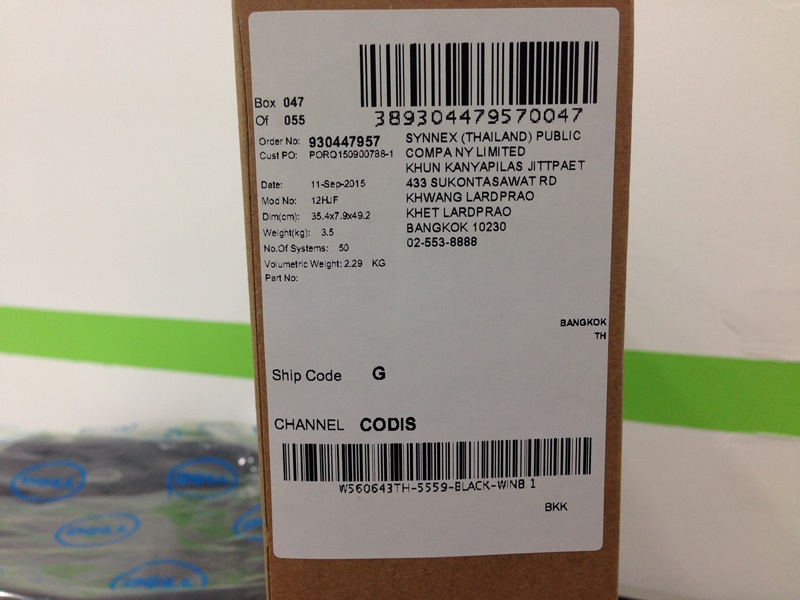 Box 047
Of 055
389304479570047
Order No: 930447957
Cust PO: PORQ150900788-1
Date: 11-Sep-2015
Mod No: 12HJF
Dim(cm): 35.4x7.9x49.2
Weight(kg): 3.5
No.Of Systems: 50
Volumetric Weight: 2.29 KG
Part No:
SYNNEX (THAILAND) PUBLIC
COMPA NY LIMITED
KHUN KANYAPILAS JITTPAET
433 SUKONTASAWAT RD
KHWANG LARDPRAO
KHET LARDPRAO
BANGKOK 10230
02-553-8888
BANGKOK
TH
Ship Code G
CHANNEL CODIS
W560643TH-5559-BLACK-WIN8.1
BKK